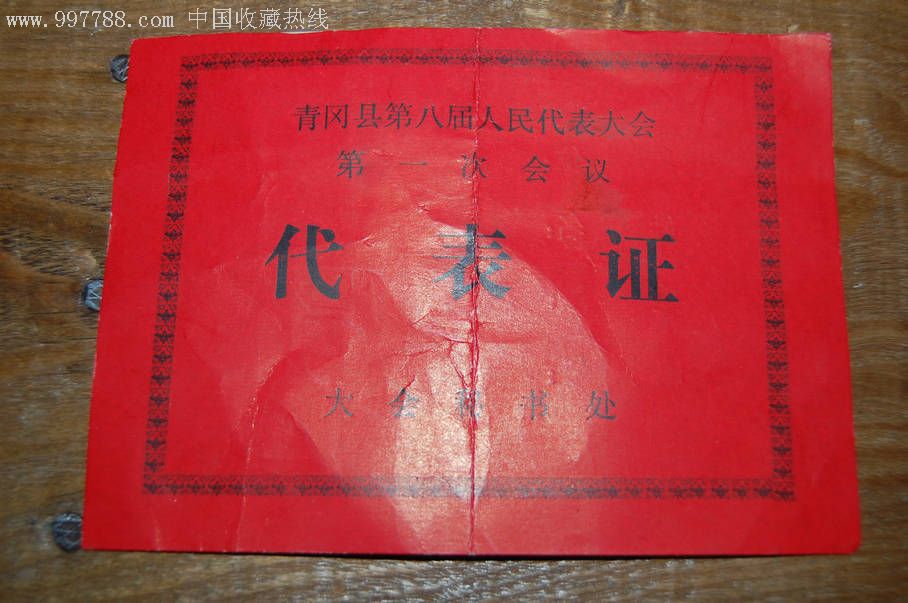 www.997788.com 中国收藏热线
青冈县第八届人民代表大会
第一次会议
代表证
大会秘书处